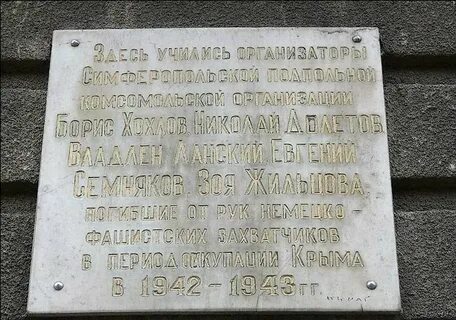 Здесь учились организаторы
Симферопольской подпольной
комсомольской организации
Борис Хохлов, Николай Долетов,
Владлен Ланский, Евгений
Семняков, Зоя Жильцова,
погибшие от рук немецко-
фашистских захватчиков
в период оккупации Крыма
в 1942-1943 гг.